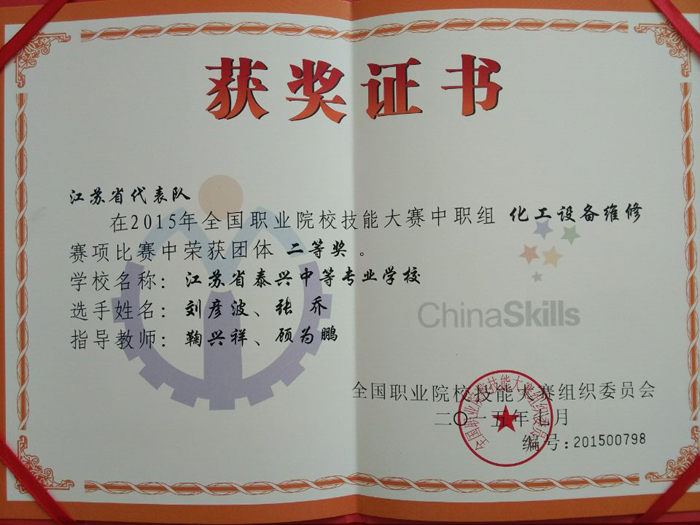 获奖证书
江苏省代表队
在2015年全国职业院校技能大赛中职组 化工设备维修
赛项比赛中荣获团体 二等奖 。
学校名称： 江苏省泰兴中等专业学校
选手姓名： 刘彦波、张 乔
指导教师： 鞠兴祥、顾为鹏
ChinaSkills
全国职业院校技能大赛组织委员会
二〇一五年七月
编号:201500798